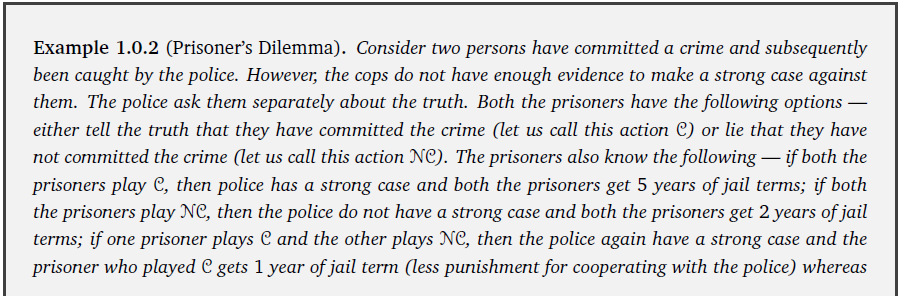 Example 1.0.2 (Prisoner's Dilemma). Consider two persons have committed a crime and subsequently
been caught by the police. However, the cops do not have enough evidence to make a strong case against
them. The police ask them separately about the truth. Both the prisoners have the following options —
either tell the truth that they have committed the crime (let us call this action C) or lie that they have
not committed the crime (let us call this action NC). The prisoners also know the following — if both the
prisoners play C, then police has a strong case and both the prisoners get 5 years of jail terms; if both
the prisoners play NC, then the police do not have a strong case and both the prisoners get 2 years of jail
terms; if one prisoner plays C and the other plays NC, then the police again have a strong case and the
prisoner who played C gets 1 year of jail term (less punishment for cooperating with the police) whereas